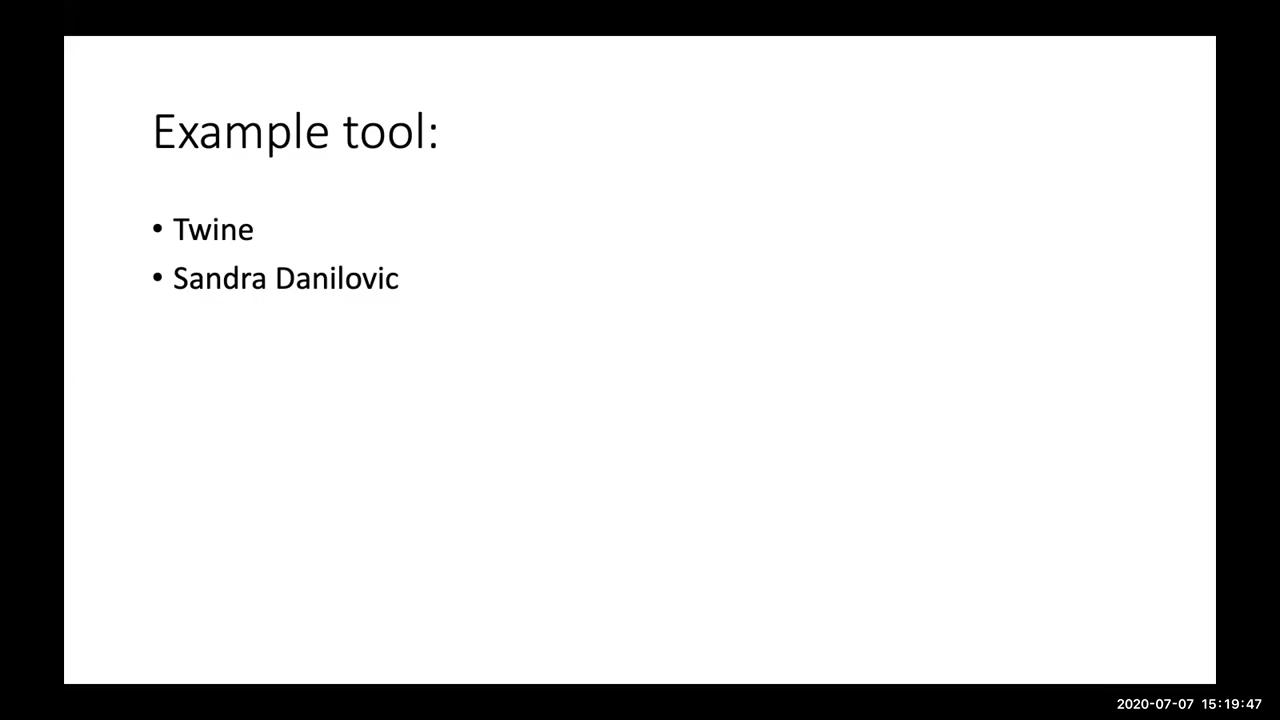 Example tool:
• Twine
• Sandra Danilovic
2020-07-07 15:19:47